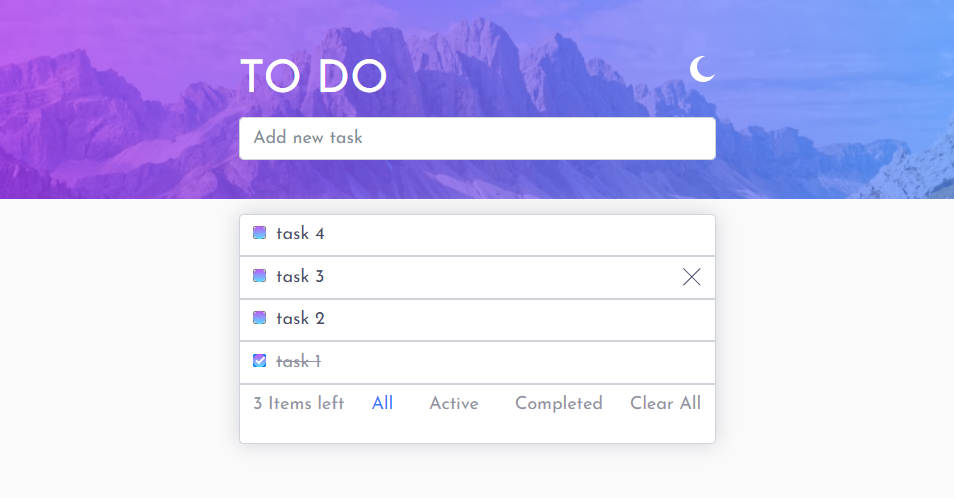 TO DO
Add new task
task 4
task 3
task 2
task 1
3 Items left All Active Completed Clear All